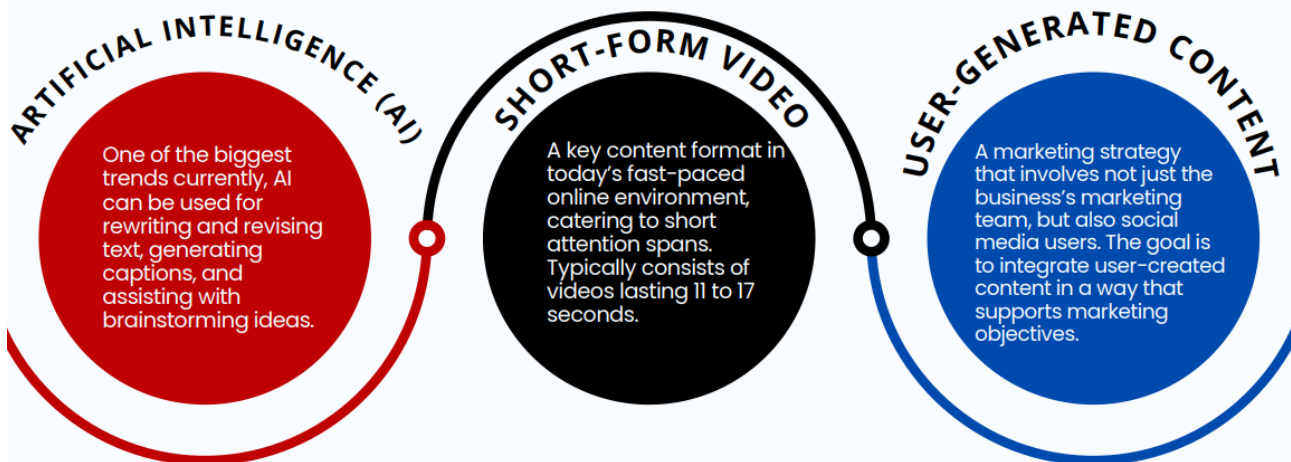 ARTIFICIAL INTELLIGENCE (AI)
One of the biggest
trends currently, AI
can be used for
rewriting and revising
text, generating
captions, and
assisting with
brainstorming ideas.
SHORT-FORM VIDEO
A key content format in
today's fast-paced
online environment,
catering to short
attention spans.
Typically consists of
videos lasting 11 to 17
seconds.
USER-GENERATED CONTENT
A marketing strategy
that involves not just the
business's marketing
team, but also social
media users. The goal is
to integrate user-created
content in a way that
supports marketing
objectives.